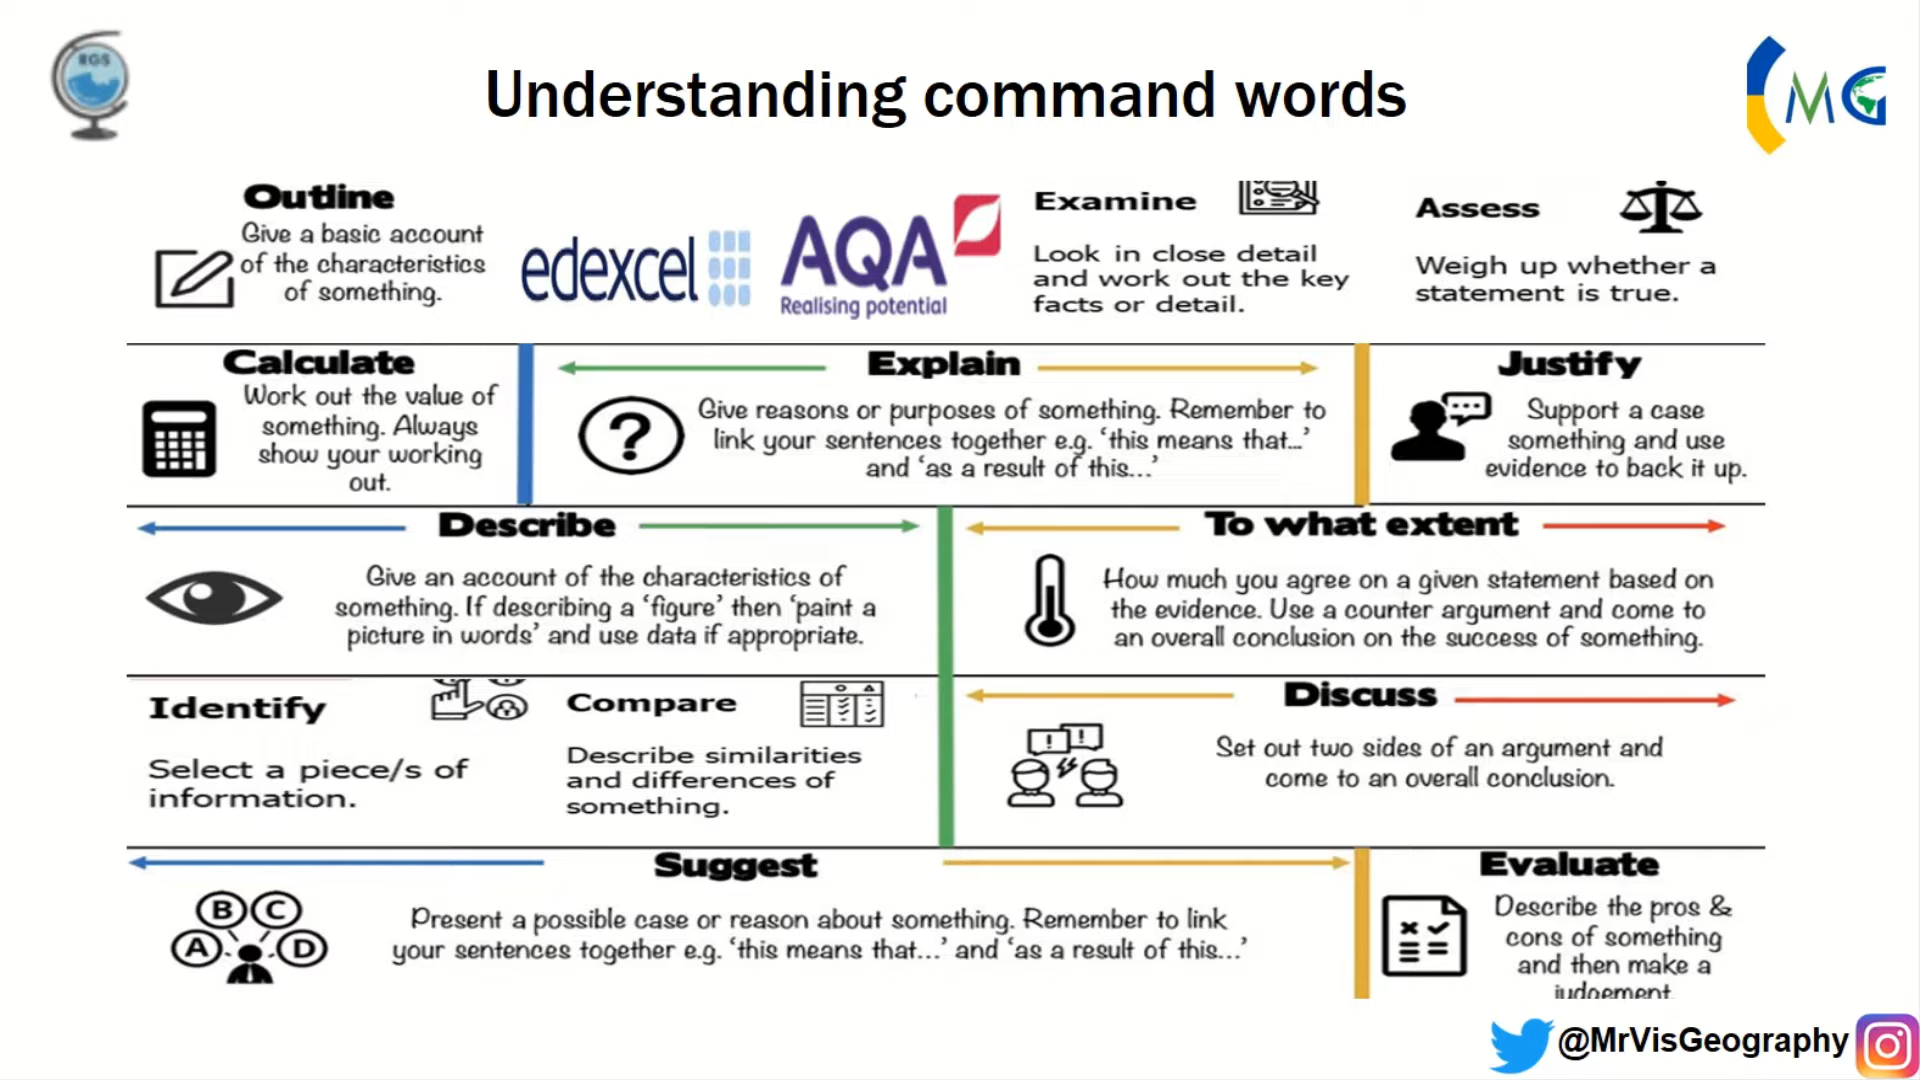 RGS
Understanding command words
MG
Outline
Give a basic account
of the characteristics
of something.
edexcel
AQA
Realising potential
Examine
Look in close detail
and work out the key
facts or detail.
Assess
Weigh up whether a
statement is true.
Calculate
Work out the value of
something. Always
show your working
out.
Explain
?
Give reasons or purposes of something. Remember to
link your sentences together e.g. ‘this means that...’
and ‘as a result of this...’
Justify
Support a case
something and use
evidence to back it up.
Describe
Give an account of the characteristics of
something. If describing a ‘figure’ then ‘paint a
picture in words’ and use data if appropriate.
To what extent
How much you agree on a given statement based on
the evidence. Use a counter argument and come to
an overall conclusion on the success of something.
Identify
Select a piece/s of
information.
Compare
Describe similarities
and differences of
something.
Discuss
! !
Set out two sides of an argument and
come to an overall conclusion.
Suggest
B C
A D
Present a possible case or reason about something. Remember to link
your sentences together e.g. ‘this means that...’ and ‘as a result of this...’
Evaluate
Describe the pros &
cons of something
and then make a
judgement.
@MrVisGeography